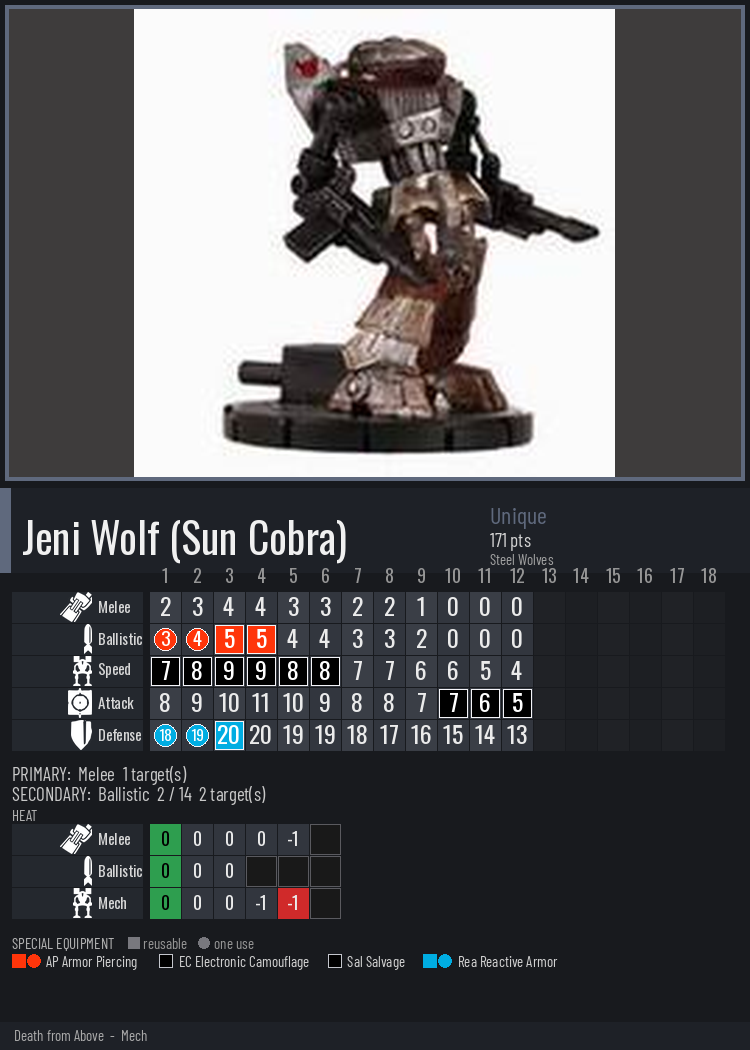 Jeni Wolf (Sun Cobra)
Unique
171 pts
Steel Wolves
1 2 3 4 5 6 7 8 9 10 11 12 13 14 15 16 17 18
Melee 2 3 4 4 3 3 2 2 1 0 0 0
Ballistic 3 4 5 5 4 4 3 3 2 0 0 0
Speed 7 8 9 9 8 8 7 7 6 6 5 4
Attack 8 9 10 11 10 9 8 8 7 7 6 5
Defense 18 19 20 20 19 19 18 17 16 15 14 13
PRIMARY: Melee 1 target(s)
SECONDARY: Ballistic 2 / 14 2 target(s)
HEAT
Melee 0 0 0 0 -1
Ballistic 0 0 0
Mech 0 0 0 -1 -1
SPECIAL EQUIPMENT reusable one use
AP Armor Piercing EC Electronic Camouflage Sal Salvage Rea Reactive Armor
Death from Above - Mech